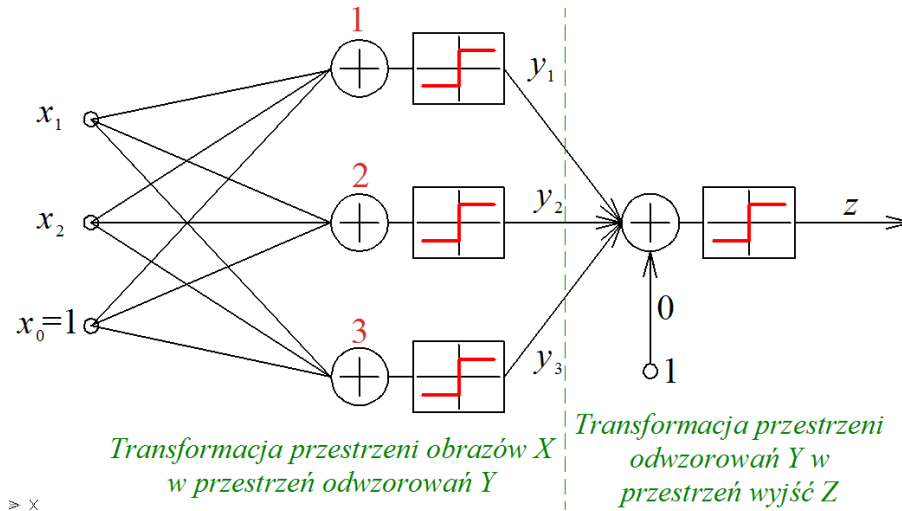 1
x₁
y₁
2
x₂
y₂
z
x₀=1
0
3
y₃
1
Transformacja przestrzeni obrazów X
w przestrzeń odwzorowań Y
Transformacja przestrzeni
odwzorowań Y w
przestrzeń wyjść Z
> X